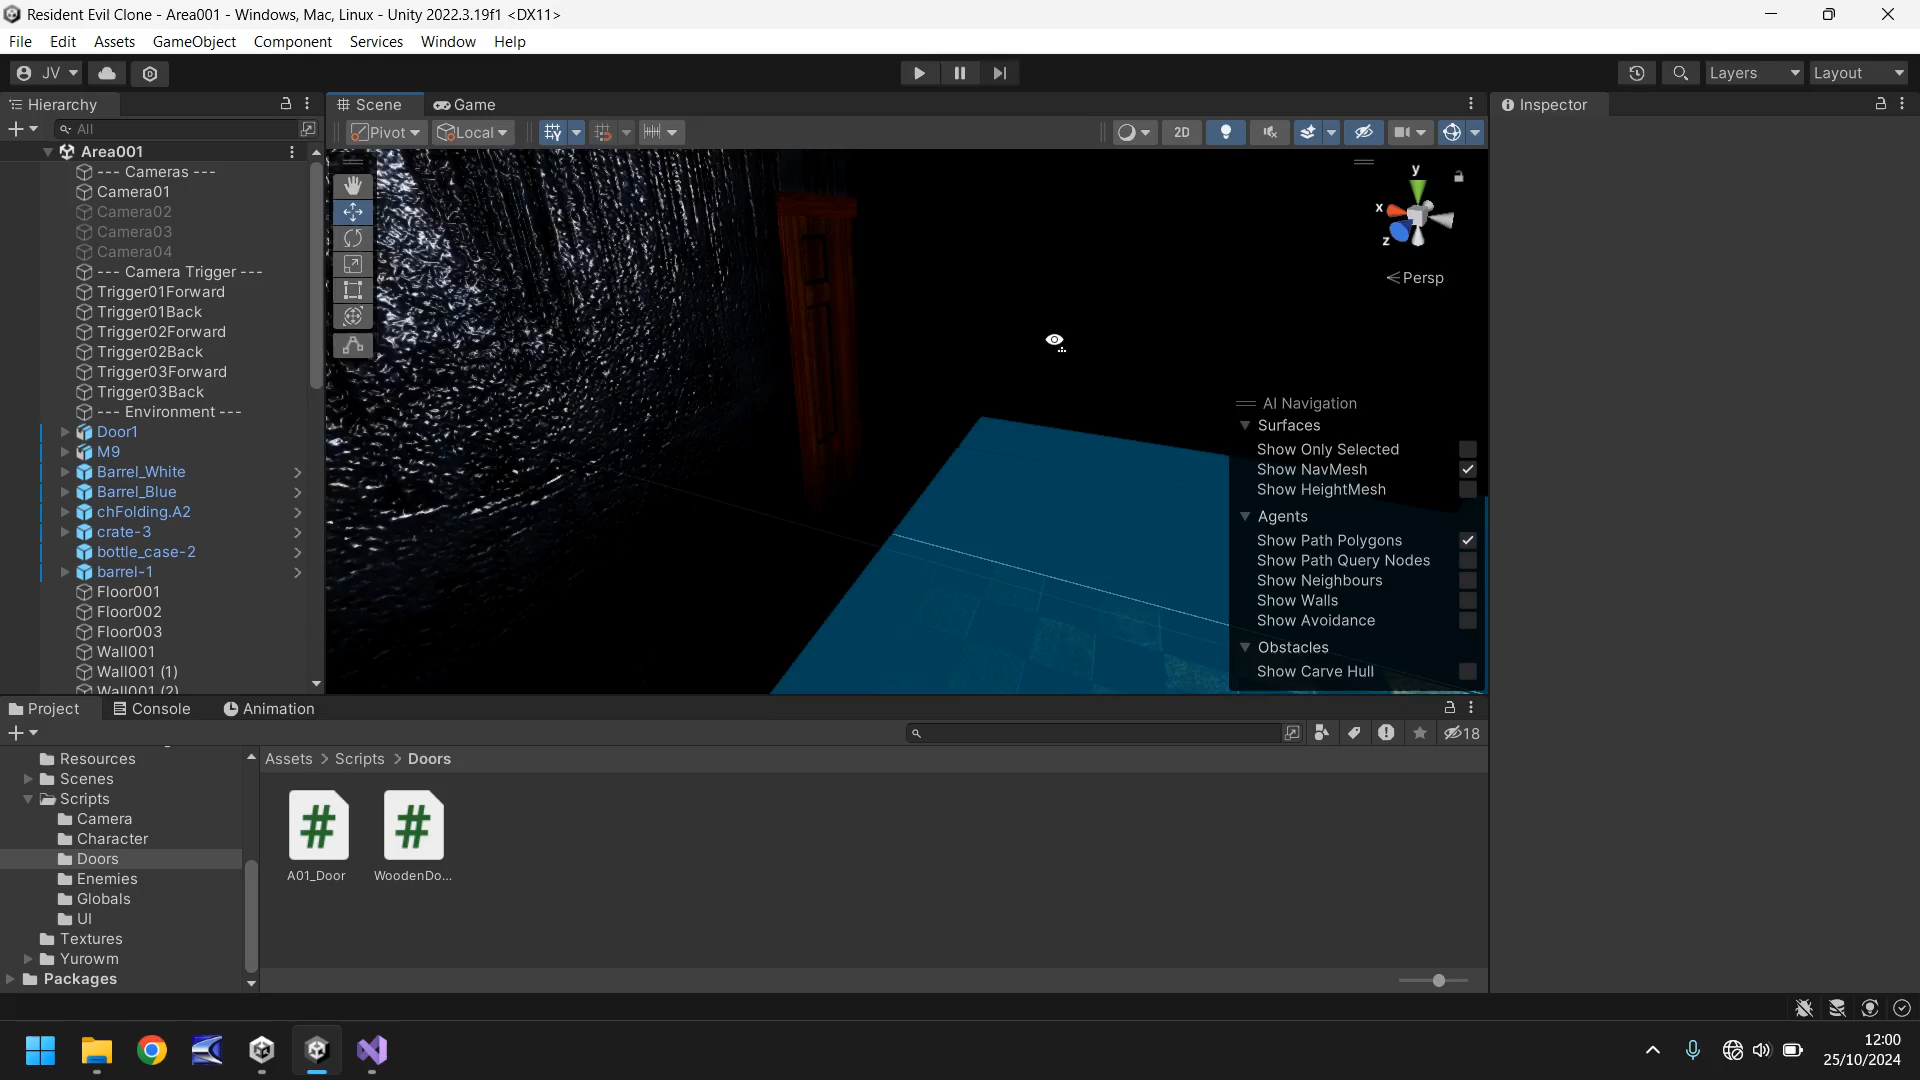 Resident Evil Clone - Area001 - Windows, Mac, Linux - Unity 2022.3.19f1 <DX11>
File Edit Assets GameObject Component Services Window Help
JV Layers Layout
Hierarchy Scene Game Inspector
All Pivot Local 2D
Area001
--- Cameras ---
Camera01
Camera02
Camera03
Camera04
--- Camera Trigger ---
Trigger01Forward
Trigger01Back
Trigger02Forward
Trigger02Back
Trigger03Forward
Trigger03Back
--- Environment ---
Door1
M9
Barrel_White
Barrel_Blue
chFolding.A2
crate-3
bottle_case-2
barrel-1
Floor001
Floor002
Floor003
Wall001
Wall001 (1)
Wall001 (2)
y
x
z
Persp
AI Navigation
Surfaces
Show Only Selected
Show NavMesh
Show HeightMesh
Agents
Show Path Polygons
Show Path Query Nodes
Show Neighbours
Show Walls
Show Avoidance
Obstacles
Show Carve Hull
Project Console Animation
18
Resources
Scenes
Scripts
Camera
Character
Doors
Enemies
Globals
UI
Textures
Yurowm
Packages
Assets > Scripts > Doors
A01_Door WoodenDo...
12:00
25/10/2024